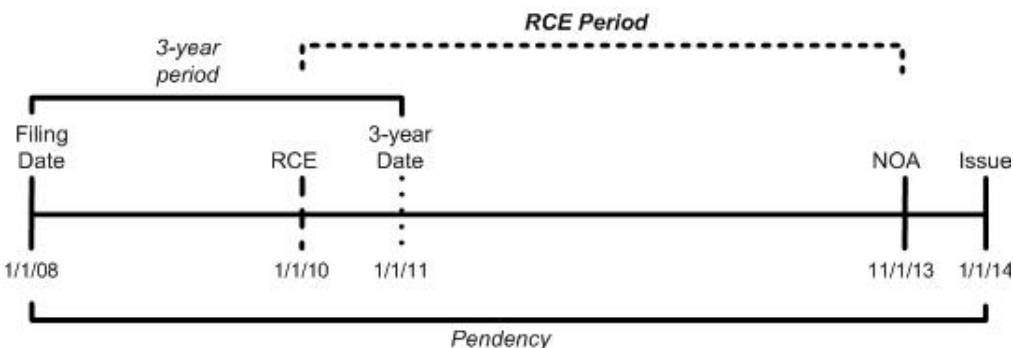 RCE Period
3-year
period
Filing
Date
RCE
3-year
Date
NOA
Issue
1/1/08
1/1/10
1/1/11
11/1/13
1/1/14
Pendency